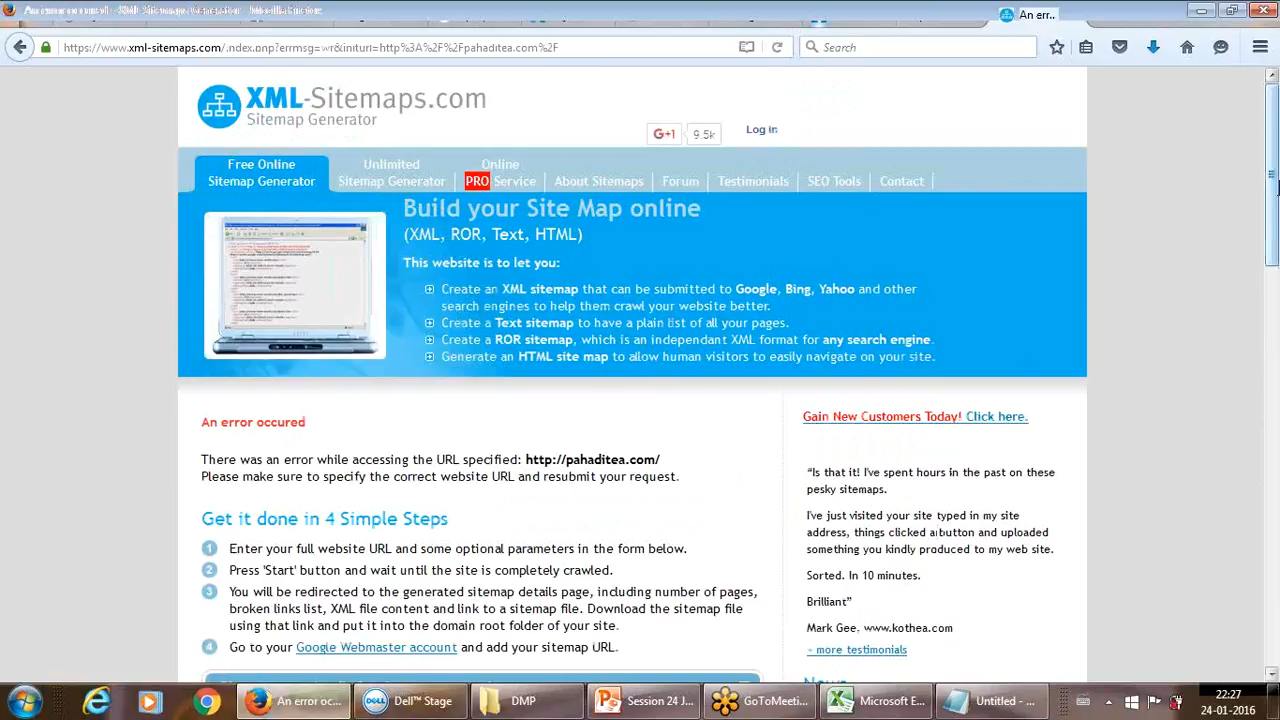 An err...
https://www.xml-sitemaps.com/index.php?errmsg=wr&initurl=http%3A%2F%2Fpahaditea.com%2F
Search
XML-Sitemaps.com
Sitemap Generator
G+1
9.5k
Log in
Free Online
Sitemap Generator
Unlimited
Sitemap Generator
Online
PRO Service
About Sitemaps
Forum
Testimonials
SEO Tools
Contact
Build your Site Map online
(XML, ROR, Text, HTML)
This website is to let you:
Create an XML sitemap that can be submitted to Google, Bing, Yahoo and other
search engines to help them crawl your website better.
Create a Text sitemap to have a plain list of all your pages.
Create a ROR sitemap, which is an independant XML format for any search engine.
Generate an HTML site map to allow human visitors to easily navigate on your site.
An error occured
There was an error while accessing the URL specified: http://pahaditea.com/
Please make sure to specify the correct website URL and resubmit your request.
Get it done in 4 Simple Steps
1 Enter your full website URL and some optional parameters in the form below.
2 Press 'Start' button and wait until the site is completely crawled.
3 You will be redirected to the generated sitemap details page, including number of pages,
broken links list, XML file content and link to a sitemap file. Download the sitemap file
using that link and put it into the domain root folder of your site.
4 Go to your Google Webmaster account and add your sitemap URL.
Gain New Customers Today! Click here.
"Is that it! I've spent hours in the past on these
pesky sitemaps.
I've just visited your site typed in my site
address, things clicked a button and uploaded
something you kindly produced to my web site.
Sorted. In 10 minutes.
Brilliant"
Mark Gee, www.kothea.com
more testimonials
News
An error oc...
Dell™ Stage
DMP
Session 24 J...
GoToMeeti...
Microsoft E...
Untitled - ...
22:27
24-01-2016